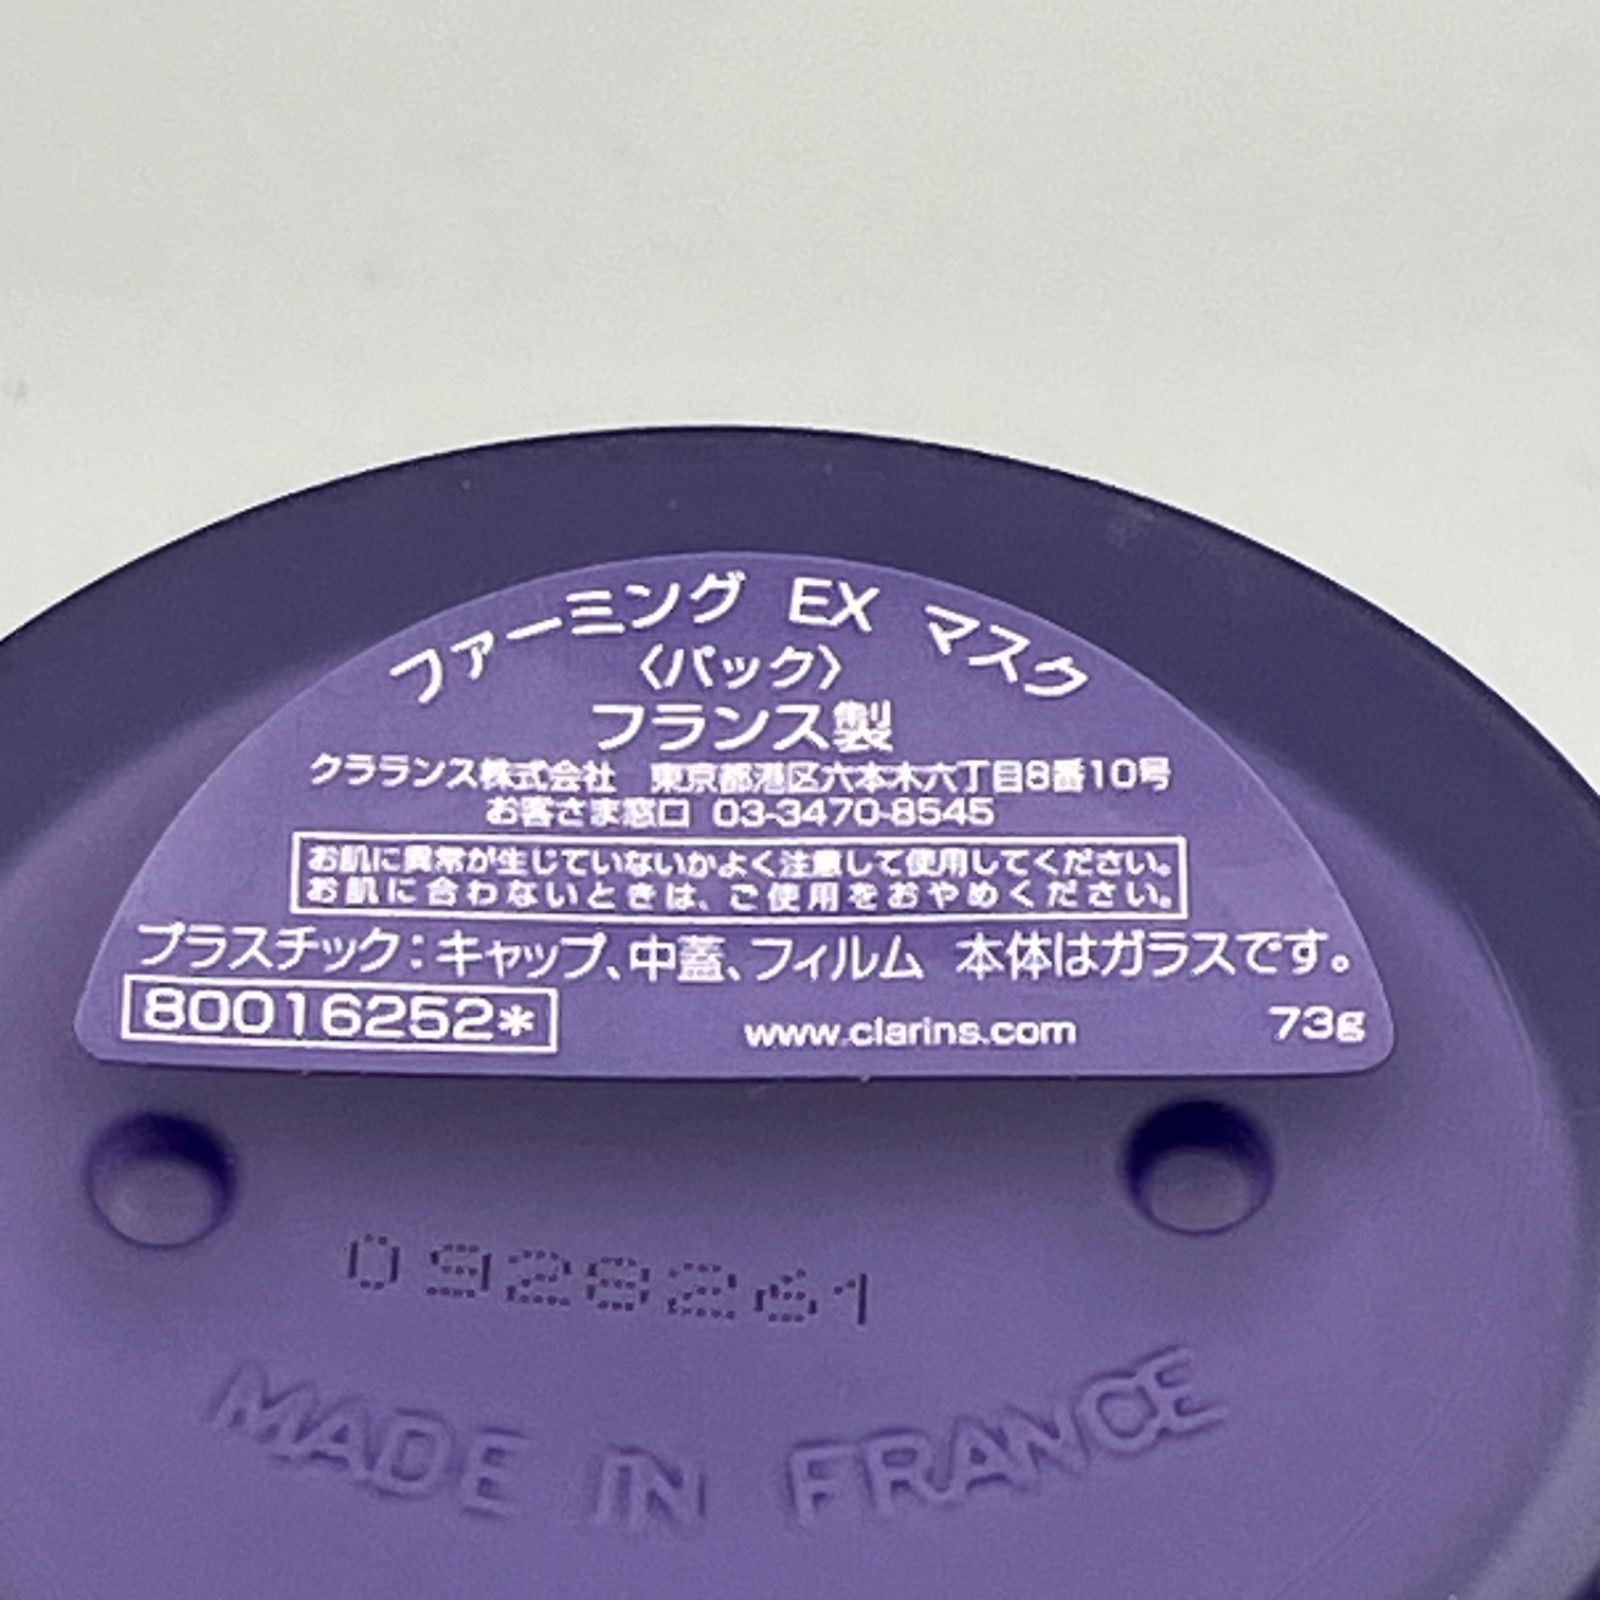 ファーミング EX マスク
〈パック〉
フランス製
クラランス株式会社　東京都港区六本木六丁目8番10号
お客さま窓口 03-3470-8545
お肌に異常が生じていないかよく注意して使用してください。
お肌に合わないときは、ご使用をおやめください。
プラスチック：キャップ、中蓋、フィルム　本体はガラスです。
80016252*　www.clarins.com　73g
0928261
MADE IN FRANCE